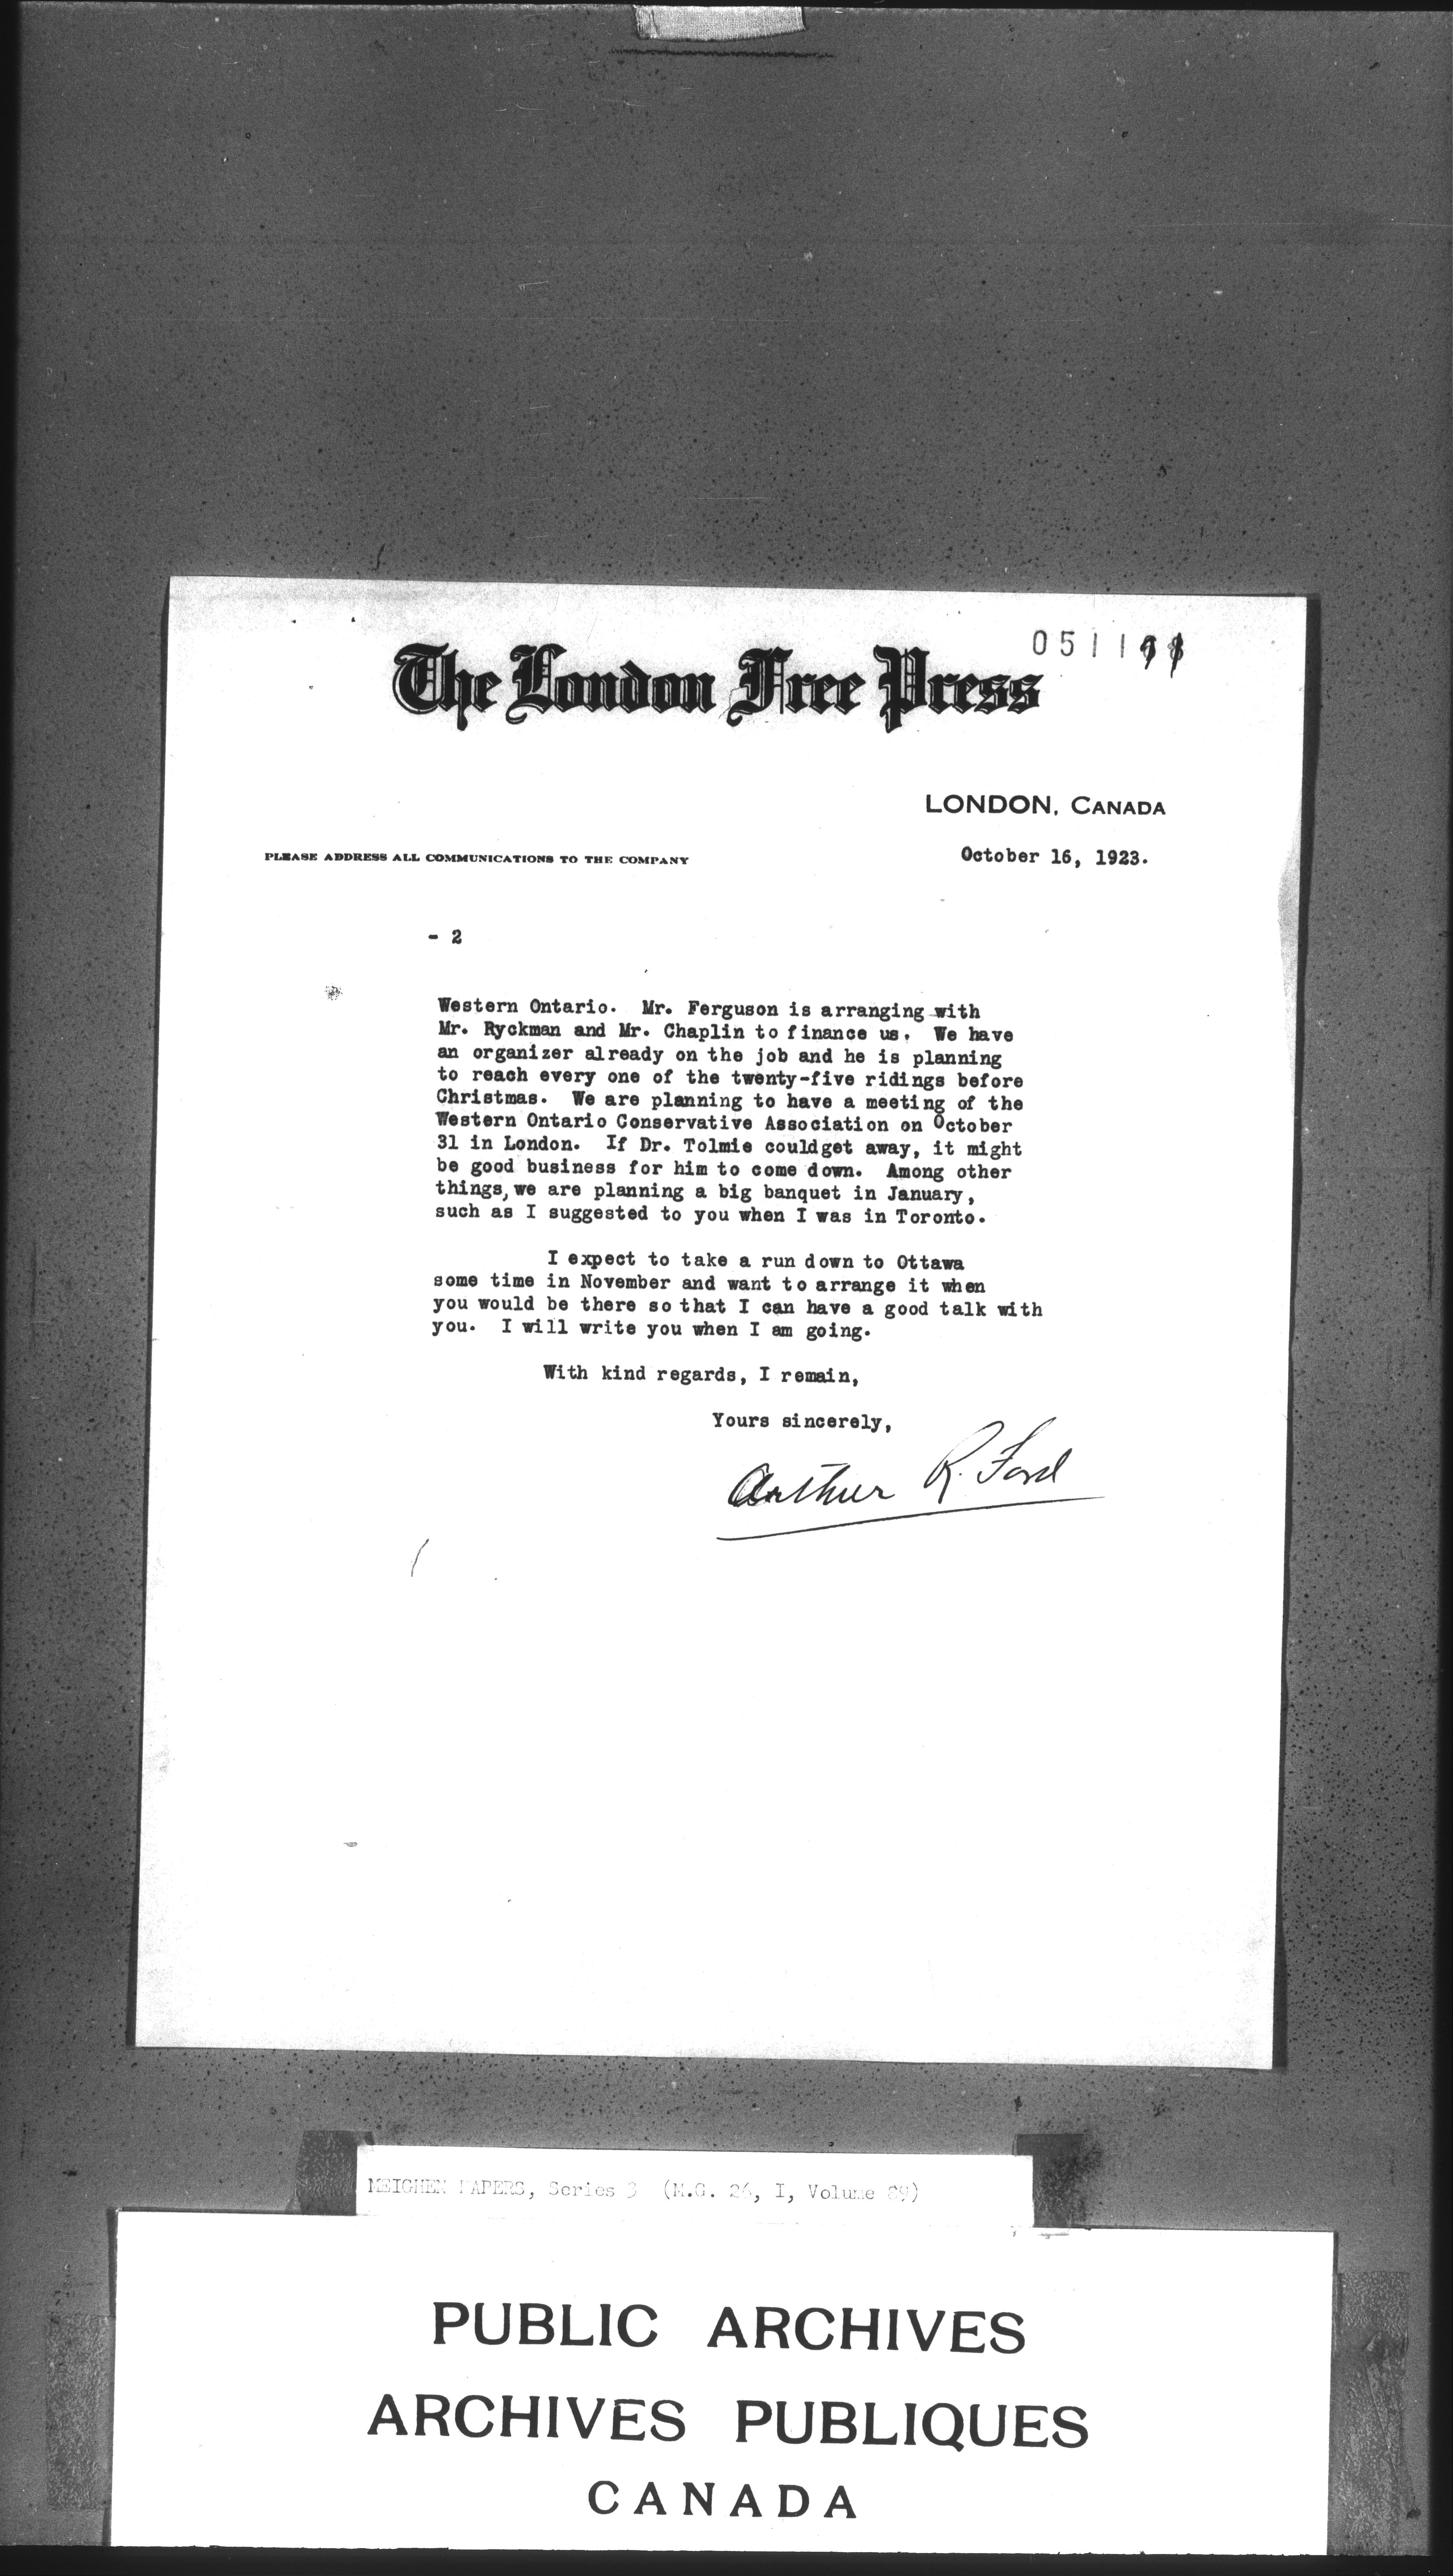 0511
The London Free Press
LONDON, CANADA
PLEASE ADDRESS ALL COMMUNICATIONS TO THE COMPANY
October 16, 1923.
- 2
Western Ontario. Mr. Ferguson is arranging with
Mr. Ryckman and Mr. Chaplin to finance us. We have
an organizer already on the job and he is planning
to reach every one of the twenty-five ridings before
Christmas. We are planning to have a meeting of the
Western Ontario Conservative Association on October
31 in London. If Dr. Tolmie couldget away, it might
be good business for him to come down. Among other
things, we are planning a big banquet in January,
such as I suggested to you when I was in Toronto.
I expect to take a run down to Ottawa
some time in November and want to arrange it when
you would be there so that I can have a good talk with
you. I will write you when I am going.
With kind regards, I remain,
Yours sincerely,
Arthur R. Ford
MEIGHEN PAPERS, Series 3 (M.G. 26, I, Volume 89)
PUBLIC ARCHIVES
ARCHIVES PUBLIQUES
CANADA